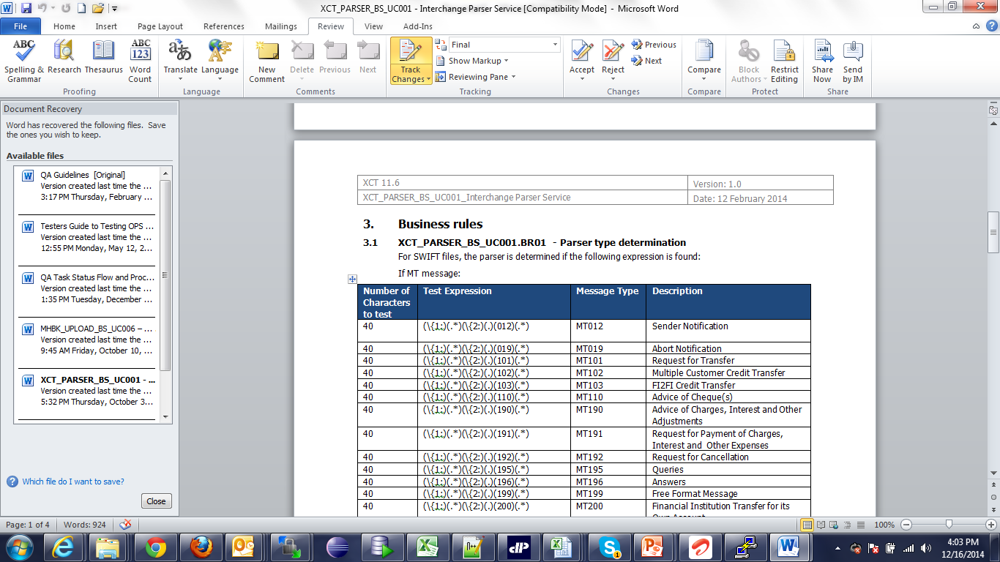 XCT_PARSER_BS_UC001 - Interchange Parser Service [Compatibility Mode] - Microsoft Word
File Home Insert Page Layout References Mailings Review View Add-Ins
Spelling & Grammar Research Thesaurus Word Count Translate Language New Comment Delete Previous Next Track Changes Final Show Markup Reviewing Pane Accept Reject Previous Next Compare Block Authors Restrict Editing Share Now Send by IM
Proofing Language Comments Tracking Changes Compare Protect Share
Document Recovery
Word has recovered the following files. Save
the ones you wish to keep.
Available files
QA Guidelines [Original]
Version created last time the ...
3:17 PM Thursday, February ...
Testers Guide to Testing OPS ...
Version created last time the ...
12:55 PM Monday, May 12, 2...
QA Task Status Flow and Proc...
Version created last time the ...
1:35 PM Tuesday, December ...
MHBK_UPLOAD_BS_UC006 – ...
Version created last time the ...
9:45 AM Friday, October 10, ...
XCT_PARSER_BS_UC001 - ...
Version created last time the ...
5:32 PM Thursday, October 3...
Which file do I want to save?
Close
XCT 11.6 Version: 1.0
XCT_PARSER_BS_UC001_Interchange Parser Service Date: 12 February 2014
3. Business rules
3.1 XCT_PARSER_BS_UC001.BR01 - Parser type determination
For SWIFT files, the parser is determined if the following expression is found:
If MT message:
Number of Characters to test Test Expression Message Type Description
40 (\{1:)(.*)(\{2:)(.)(012)(.*) MT012 Sender Notification
40 (\{1:)(.*)(\{2:)(.)(019)(.*) MT019 Abort Notification
40 (\{1:)(.*)(\{2:)(.)(101)(.*) MT101 Request for Transfer
40 (\{1:)(.*)(\{2:)(.)(102)(.*) MT102 Multiple Customer Credit Transfer
40 (\{1:)(.*)(\{2:)(.)(103)(.*) MT103 FI2FI Credit Transfer
40 (\{1:)(.*)(\{2:)(.)(110)(.*) MT110 Advice of Cheque(s)
40 (\{1:)(.*)(\{2:)(.)(190)(.*) MT190 Advice of Charges, Interest and Other
Adjustments
40 (\{1:)(.*)(\{2:)(.)(191)(.*) MT191 Request for Payment of Charges,
Interest and Other Expenses
40 (\{1:)(.*)(\{2:)(.)(192)(.*) MT192 Request for Cancellation
40 (\{1:)(.*)(\{2:)(.)(195)(.*) MT195 Queries
40 (\{1:)(.*)(\{2:)(.)(196)(.*) MT196 Answers
40 (\{1:)(.*)(\{2:)(.)(199)(.*) MT199 Free Format Message
40 (\{1:)(.*)(\{2:)(.)(200)(.*) MT200 Financial Institution Transfer for its
Own Account
Page: 1 of 4 Words: 924 100%
4:03 PM
12/16/2014